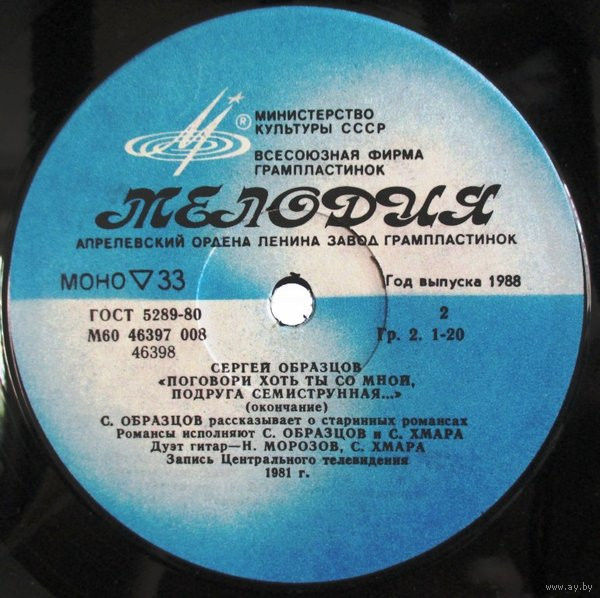 ®
МИНИСТЕРСТВО
КУЛЬТУРЫ СССР
ВСЕСОЮЗНАЯ ФИРМА
ГРАМПЛАСТИНОК
МЕЛОДИЯ
АПРЕЛЕВСКИЙ ОРДЕНА ЛЕНИНА ЗАВОД ГРАМПЛАСТИНОК
МОНО ▽ 33
Год выпуска 1988
ГОСТ 5289-80
2
М60 46397 008
Гр. 2. 1-20
46398
СЕРГЕЙ ОБРАЗЦОВ
«ПОГОВОРИ ХОТЬ ТЫ СО МНОЙ,
ПОДРУГА СЕМИСТРУННАЯ...»
(окончание)
С. ОБРАЗЦОВ рассказывает о старинных романсах
Романсы исполняют С. ОБРАЗЦОВ и С. ХМАРА
Дуэт гитар—Н. МОРОЗОВ, С. ХМАРА
Запись Центрального телевидения
1981 г.
www.ay.by